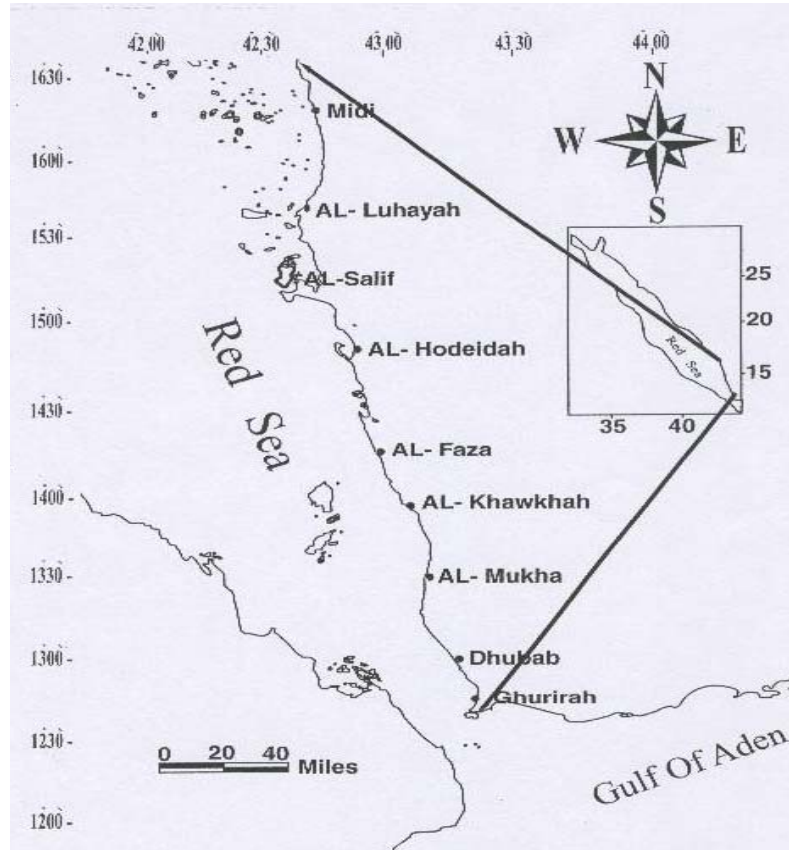 42,00 42,30 43,00 43,30 44,00
N
W E
S
1630
Midi
1600
AL- Luhayah
1530
AL-Salif
1500
AL- Hodeidah
1430
AL- Faza
1400
AL- Khawkhah
1330
AL- Mukha
1300
Dhubab
Ghurirah
1230
1200
Red Sea
25
20
15
Red Sea
35 40
0 20 40
Miles
Gulf Of Aden